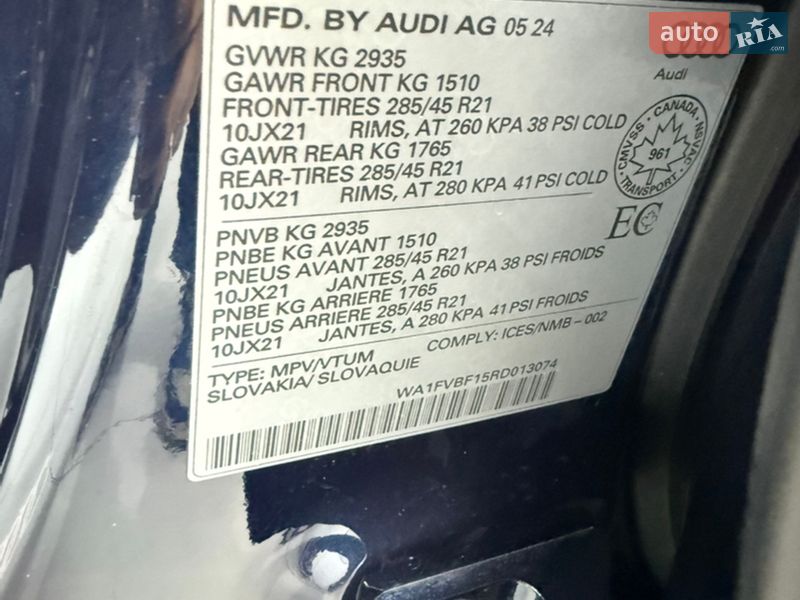 MFD. BY AUDI AG 05 24
GVWR KG 2935
GAWR FRONT KG 1510
FRONT-TIRES 285/45 R21
10JX21 RIMS, AT 260 KPA 38 PSI COLD
GAWR REAR KG 1765
REAR-TIRES 285/45 R21
10JX21 RIMS, AT 280 KPA 41 PSI COLD
PNVB KG 2935
PNBE KG AVANT 1510
PNEUS AVANT 285/45 R21
10JX21 JANTES, A 260 KPA 38 PSI FROIDS
PNBE KG ARRIERE 1765
PNEUS ARRIERE 285/45 R21
10JX21 JANTES, A 280 KPA 41 PSI FROIDS
TYPE: MPV/VTUM COMPLY: ICES/NMB-002
SLOVAKIA/SLOVAQUIE
WA1FVBF15RD013074
Audi
CMVSS · CANADA · NSVAC · TRANSPORT
961
EC
auto RIA
.com